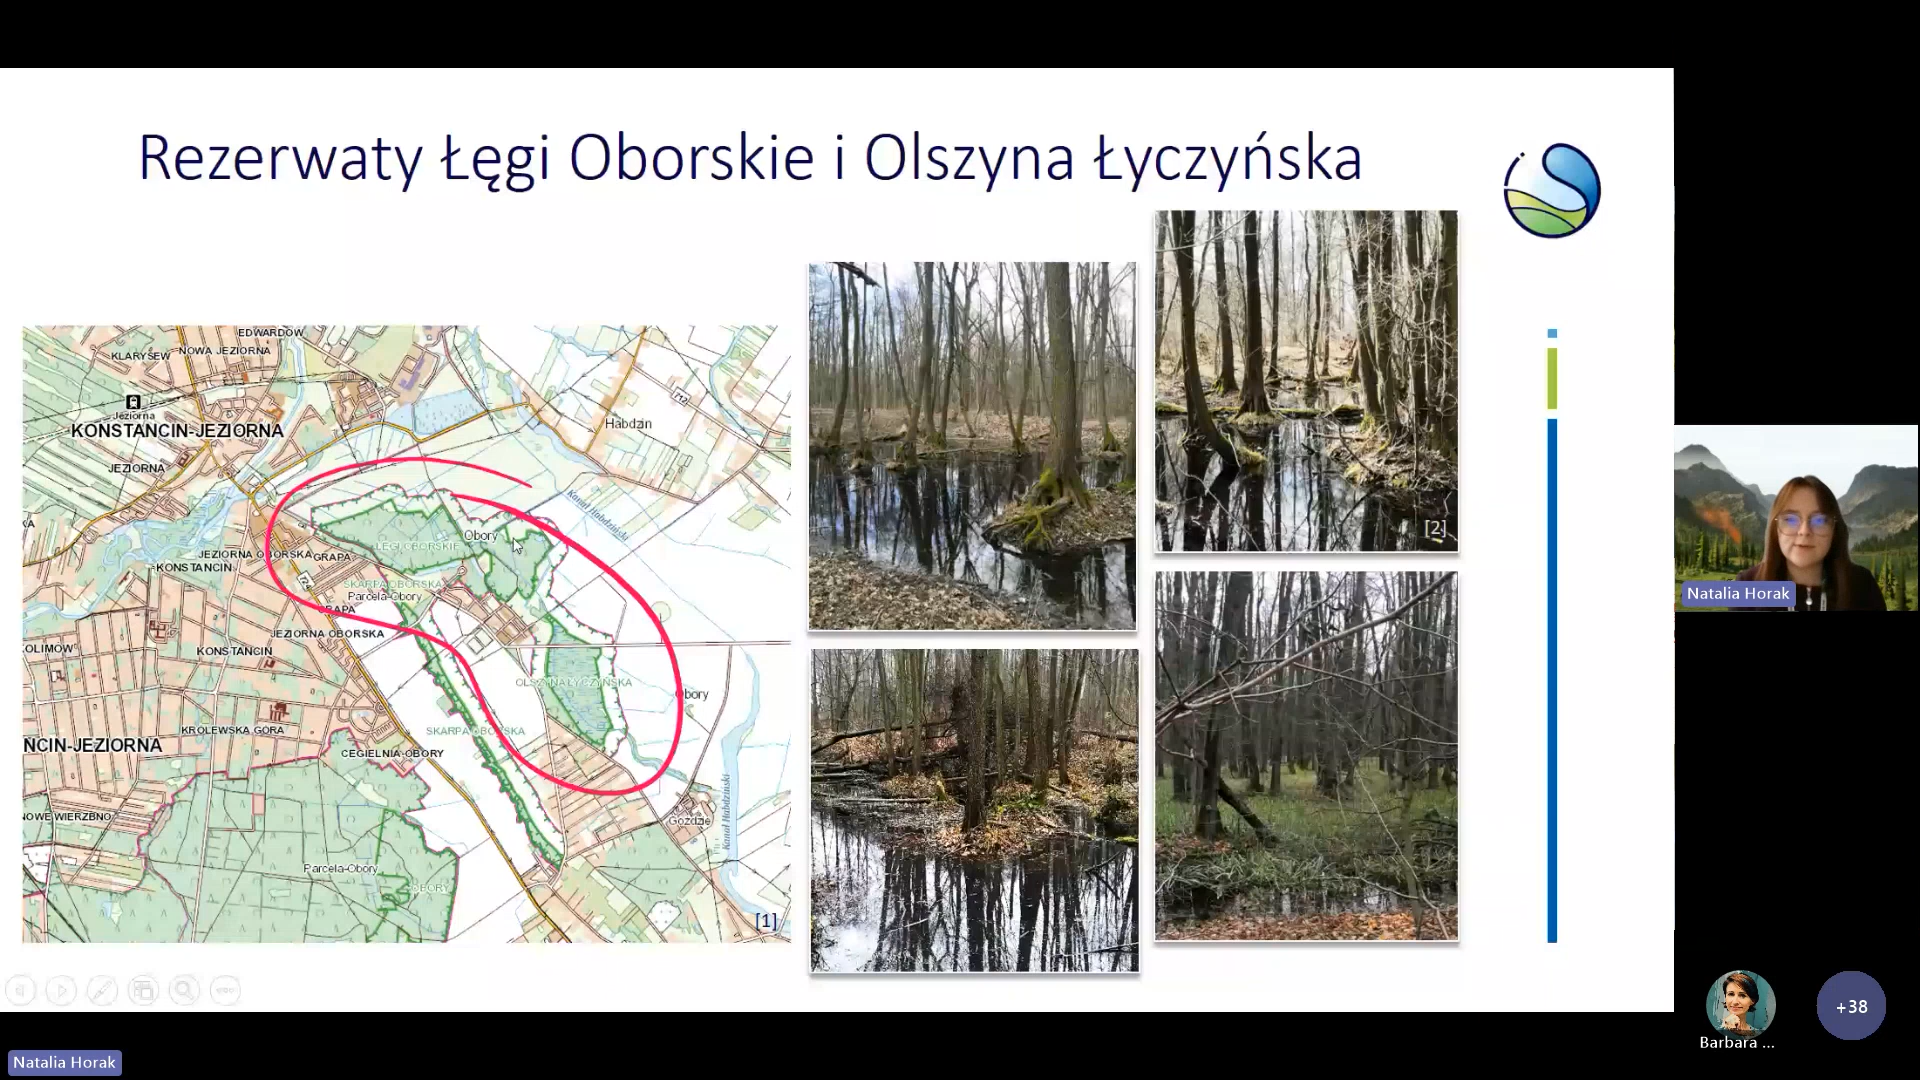 Rezerwaty Łęgi Oborskie i Olszyna Łyczyńska
EDWARDÓW
KLARYSEW
NOWA JEZIORNA
712
Jeziorna
KONSTANCIN-JEZIORNA
Habdzin
JEZIORNA
Kanał Habdziński
Obory
ŁĘGI OBORSKIE
JEZIORNA OBORSKA
GRAPA
KONSTANCIN
724
SKARPA OBORSKA
Parcela-Obory
GRAPA
JEZIORNA OBORSKA
KONSTANCIN
OLSZYNA ŁYCZYŃSKA
Obory
KRÓLEWSKA GÓRA
SKARPA OBORSKA
NCIN-JEZIORNA
CEGIELNIA-OBORY
Kanał Habdziński
NOWE WIERZBNO
Goździe
Parcela-Obory
OBORY
[1]
[2]
Natalia Horak
+38
Barbara ...
Natalia Horak